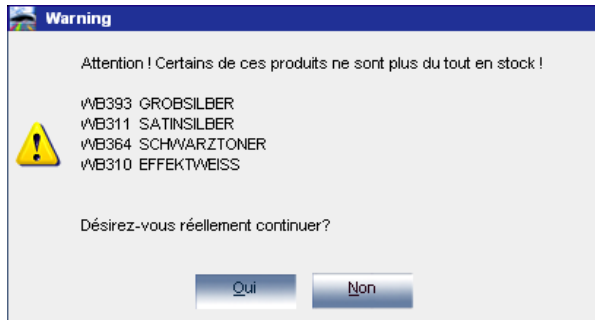 Warning
Attention ! Certains de ces produits ne sont plus du tout en stock !
WB393 GROBSILBER
WB311 SATINSILBER
WB364 SCHWARZTONER
WB310 EFFEKTWEISS
Désirez-vous réellement continuer?
Oui Non